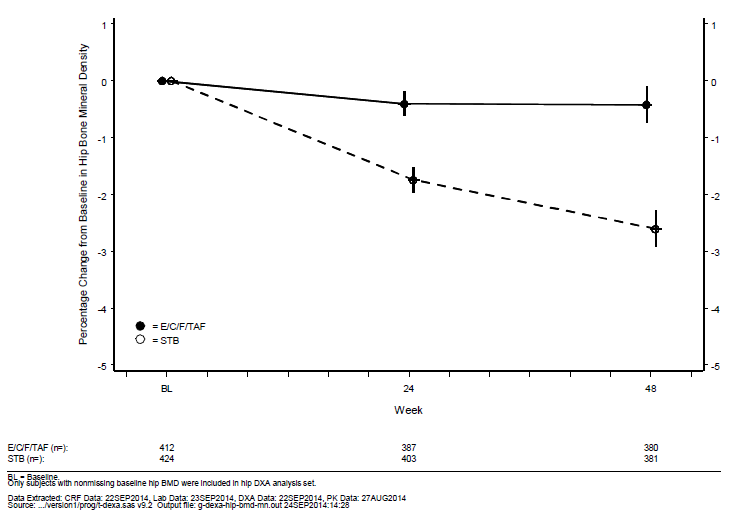 Percentage Change from Baseline in Hip Bone Mineral Density
1 1
0 0
-1 -1
-2 -2
-3 -3
-4 -4
-5 -5
= E/C/F/TAF
= STB
BL 24 48
Week
E/C/F/TAF (n=): 412 387 380
STB (n=): 424 403 381
BL = Baseline.
Only subjects with nonmissing baseline hip BMD were included in hip DXA analysis set.
Data Extracted: CRF Data: 22SEP2014, Lab Data: 23SEP2014, DXA Data: 22SEP2014, PK Data: 27AUG2014
Source: .../version1/prog/t-dexa.sas v9.2 Output file: g-dexa-hip-bmd-mn.out 24SEP2014:14:28